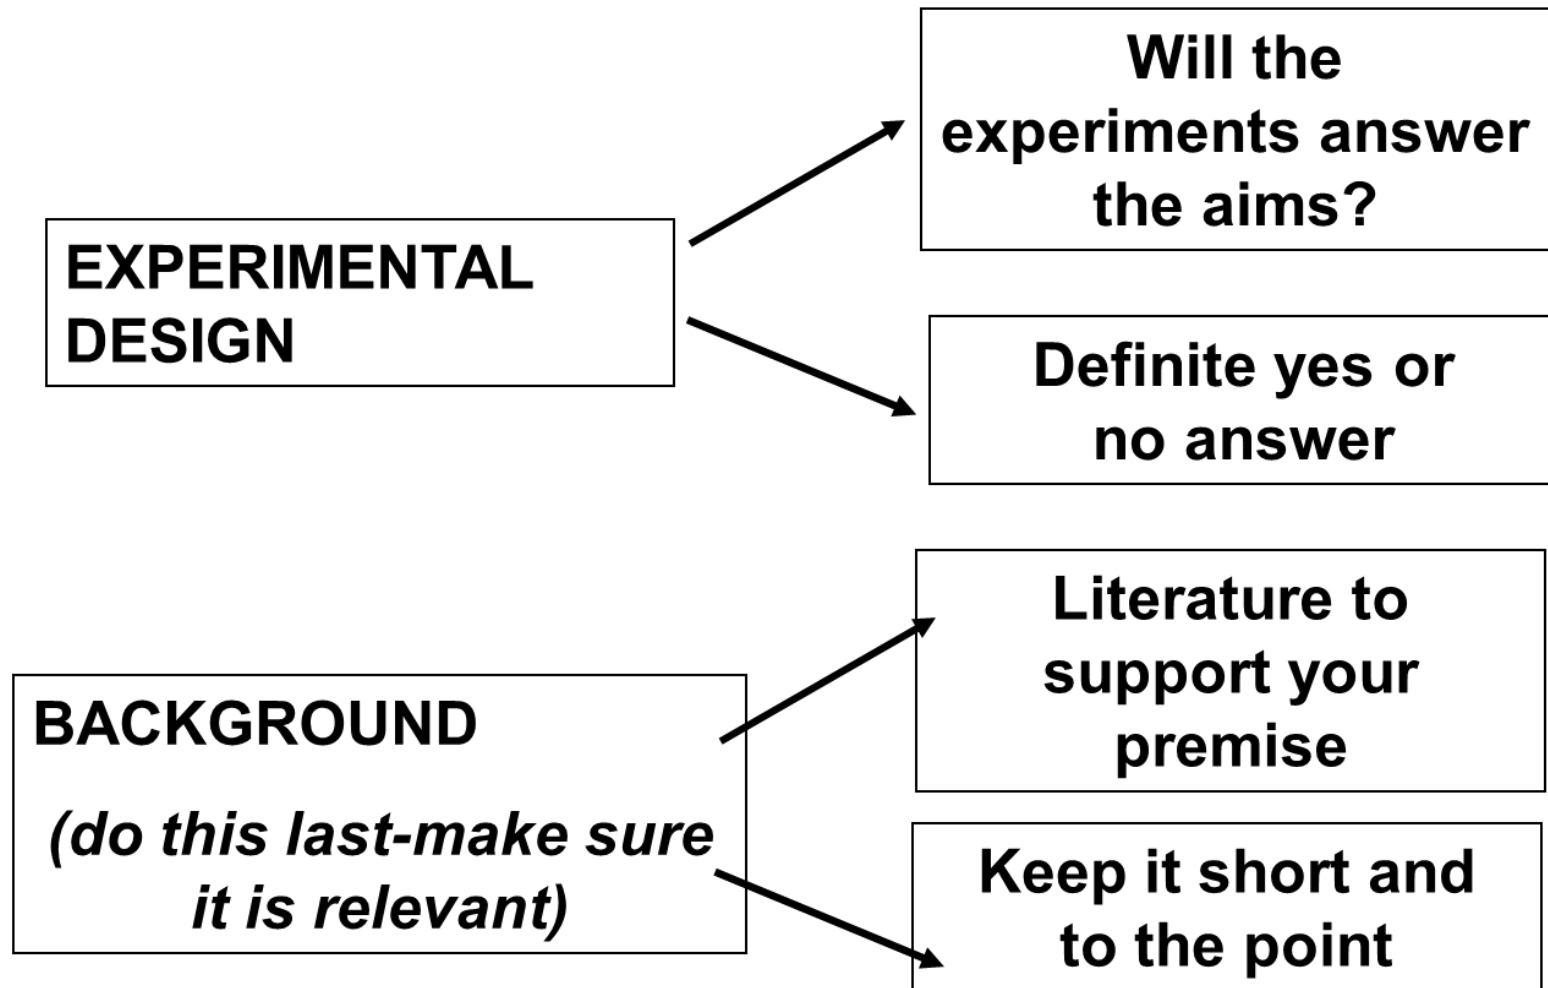 EXPERIMENTAL
DESIGN
Will the
experiments answer
the aims?
Definite yes or
no answer
BACKGROUND
(do this last-make sure
it is relevant)
Literature to
support your
premise
Keep it short and
to the point